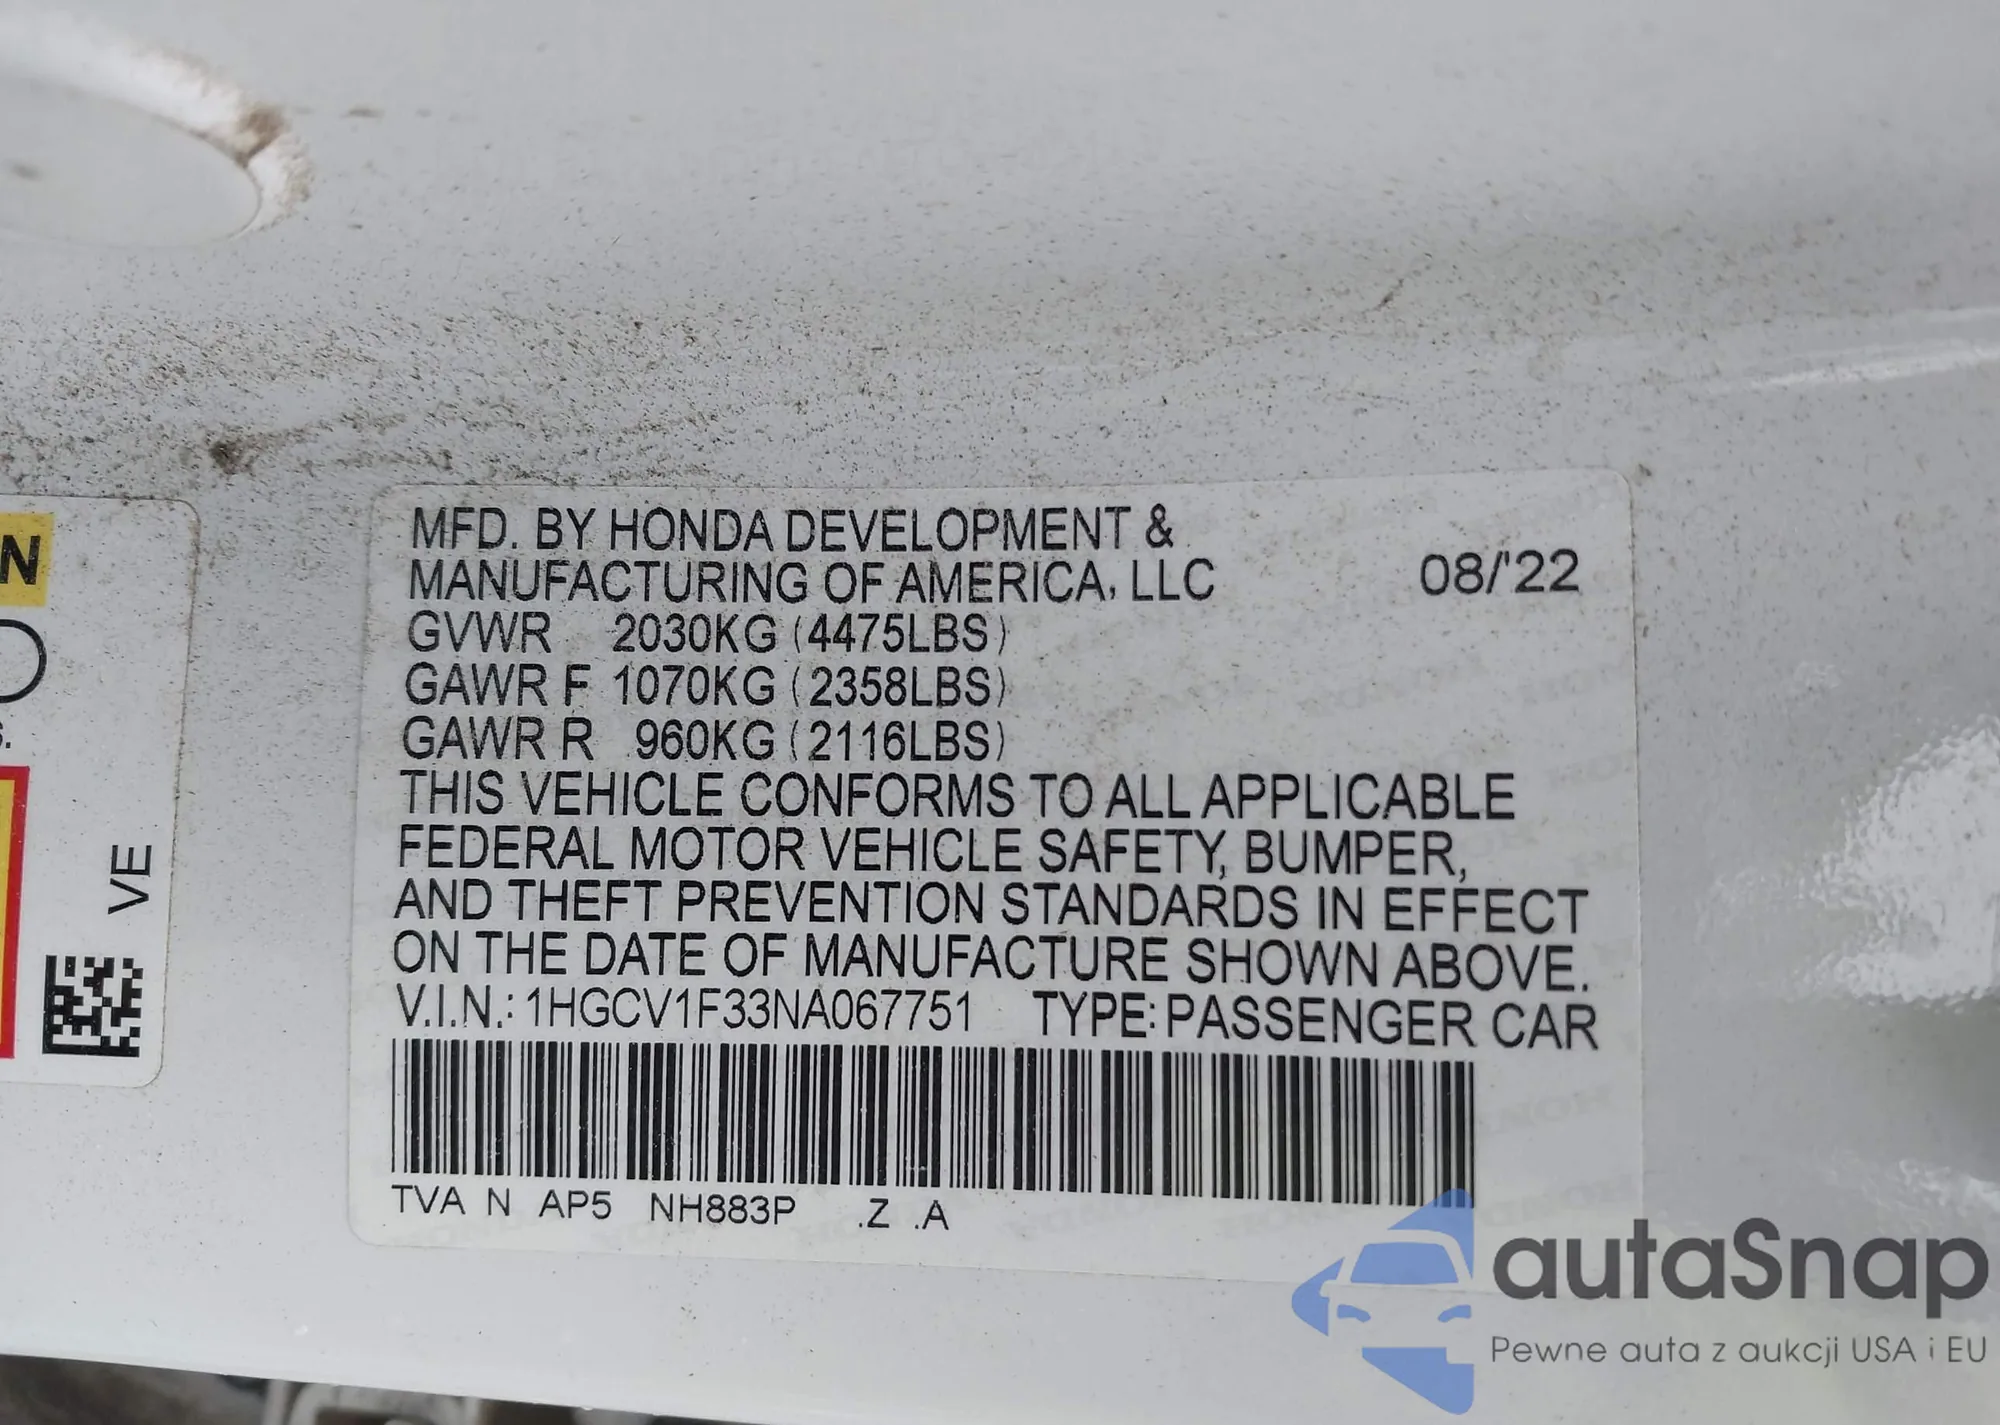 N
S.
VE
MFD. BY HONDA DEVELOPMENT &
MANUFACTURING OF AMERICA, LLC
08/'22
GVWR 2030KG (4475LBS)
GAWR F 1070KG (2358LBS)
GAWR R 960KG (2116LBS)
THIS VEHICLE CONFORMS TO ALL APPLICABLE
FEDERAL MOTOR VEHICLE SAFETY, BUMPER,
AND THEFT PREVENTION STANDARDS IN EFFECT
ON THE DATE OF MANUFACTURE SHOWN ABOVE.
V.I.N.: 1HGCV1F33NA067751 TYPE: PASSENGER CAR
TVA N AP5 NH883P .Z .A
autaSnap
Pewne auta z aukcji USA i EU